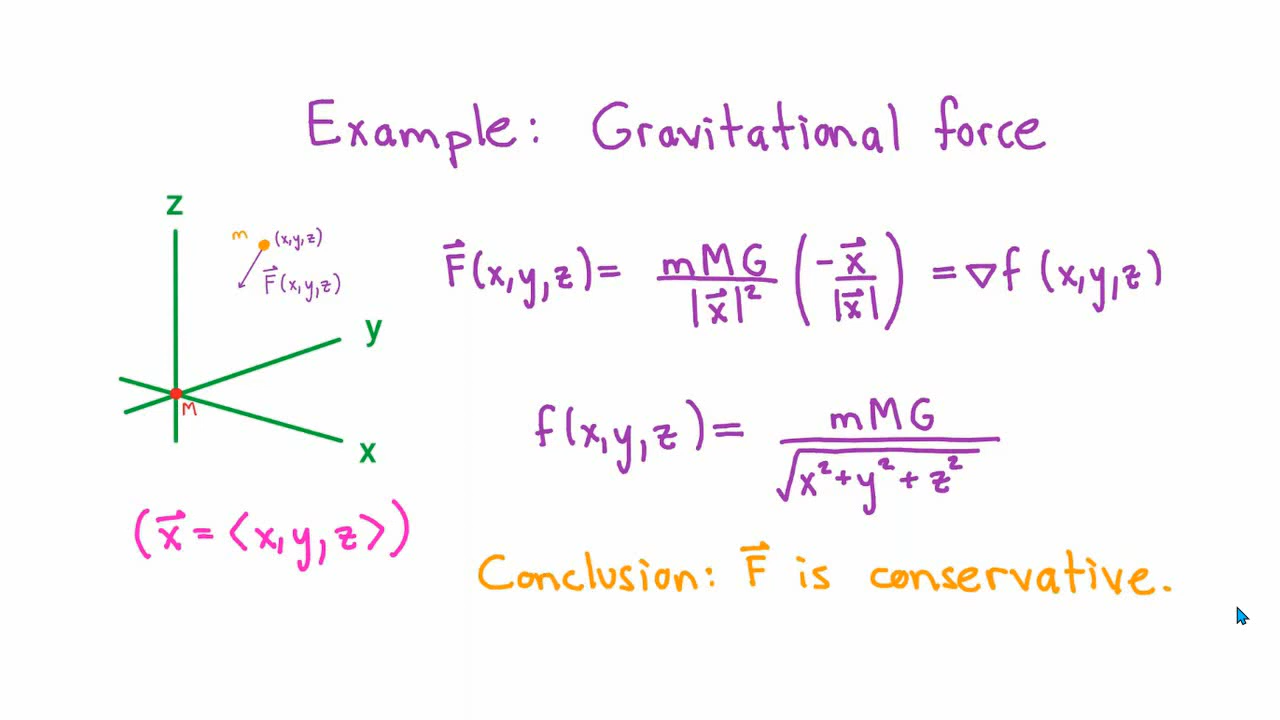 Example: Gravitational force
z
m (x,y,z)
F⃗(x,y,z)
y
M
x
(x⃗ = <x,y,z>)
F⃗(x,y,z) = mMG/|x⃗|² (-x⃗/|x⃗|) = ∇f (x,y,z)
f(x,y,z) = mMG/√(x²+y²+z²)
Conclusion: F⃗ is conservative.